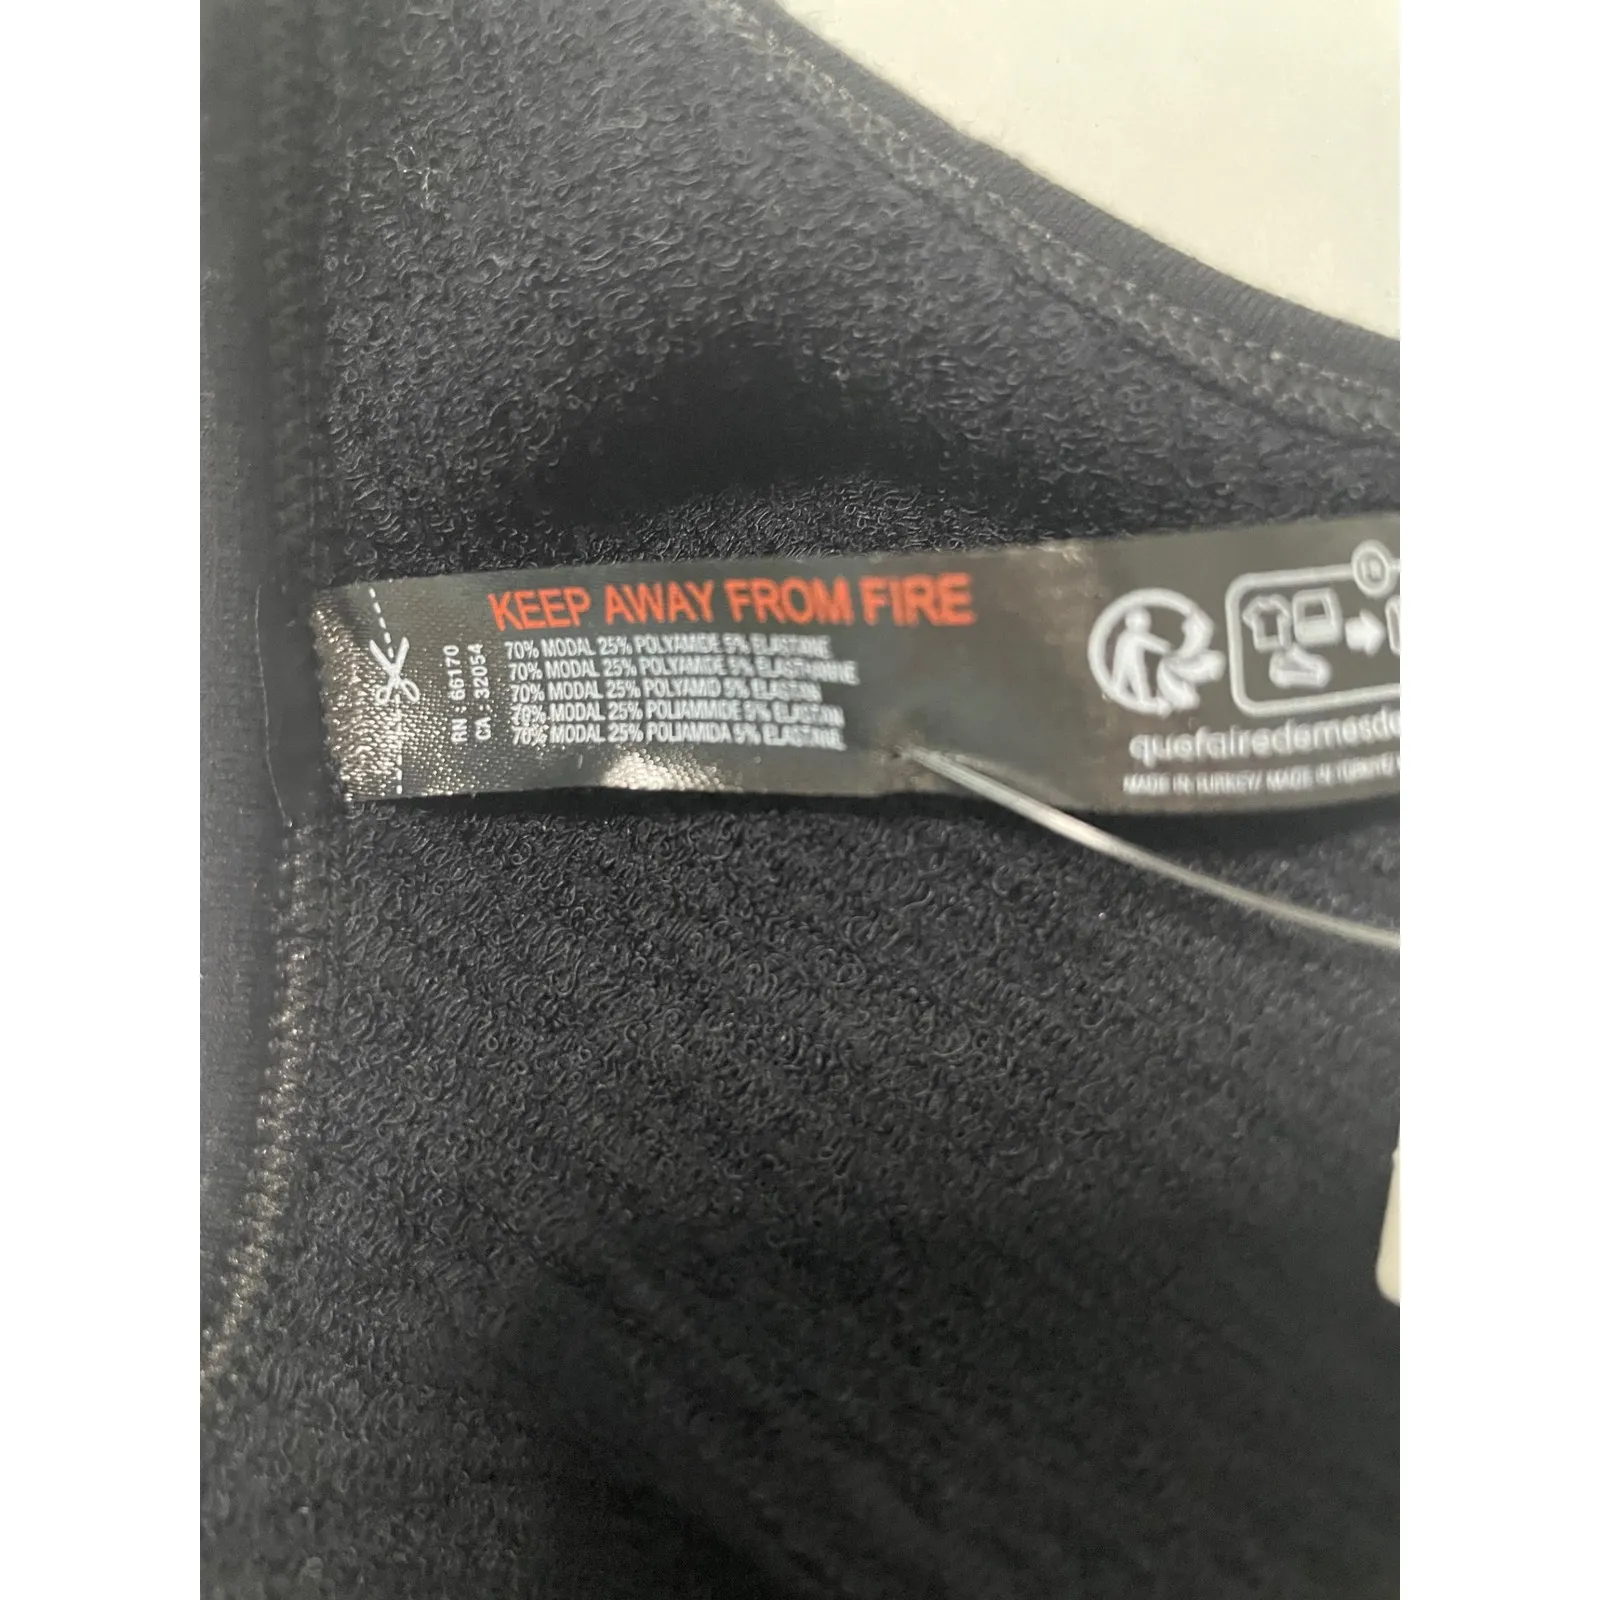 KEEP AWAY FROM FIRE
RN : 66170
CA : 32054
70% MODAL 25% POLYAMIDE 5% ELASTANE
70% MODAL 25% POLYAMIDE 5% ELASTHANNE
70% MODAL 25% POLYAMID 5% ELASTAN
70% MODAL 25% POLIAMMIDE 5% ELASTAN
70% MODAL 25% POLIAMIDA 5% ELASTANE
FR
quefairedemesde
MADE IN TURKEY/ MADE IN TÜRKIYE